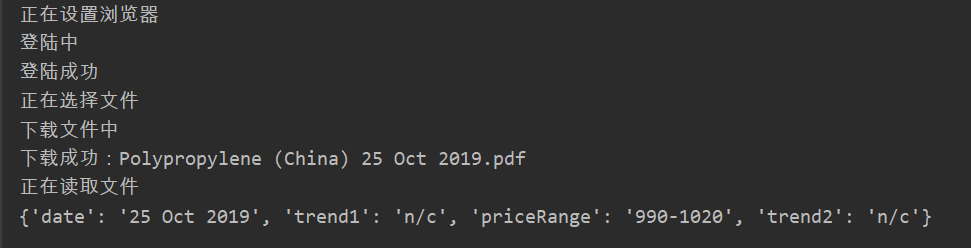 正在设置浏览器
登陆中
登陆成功
正在选择文件
下载文件中
下载成功：Polypropylene (China) 25 Oct 2019.pdf
正在读取文件
{'date': '25 Oct 2019', 'trend1': 'n/c', 'priceRange': '990-1020', 'trend2': 'n/c'}